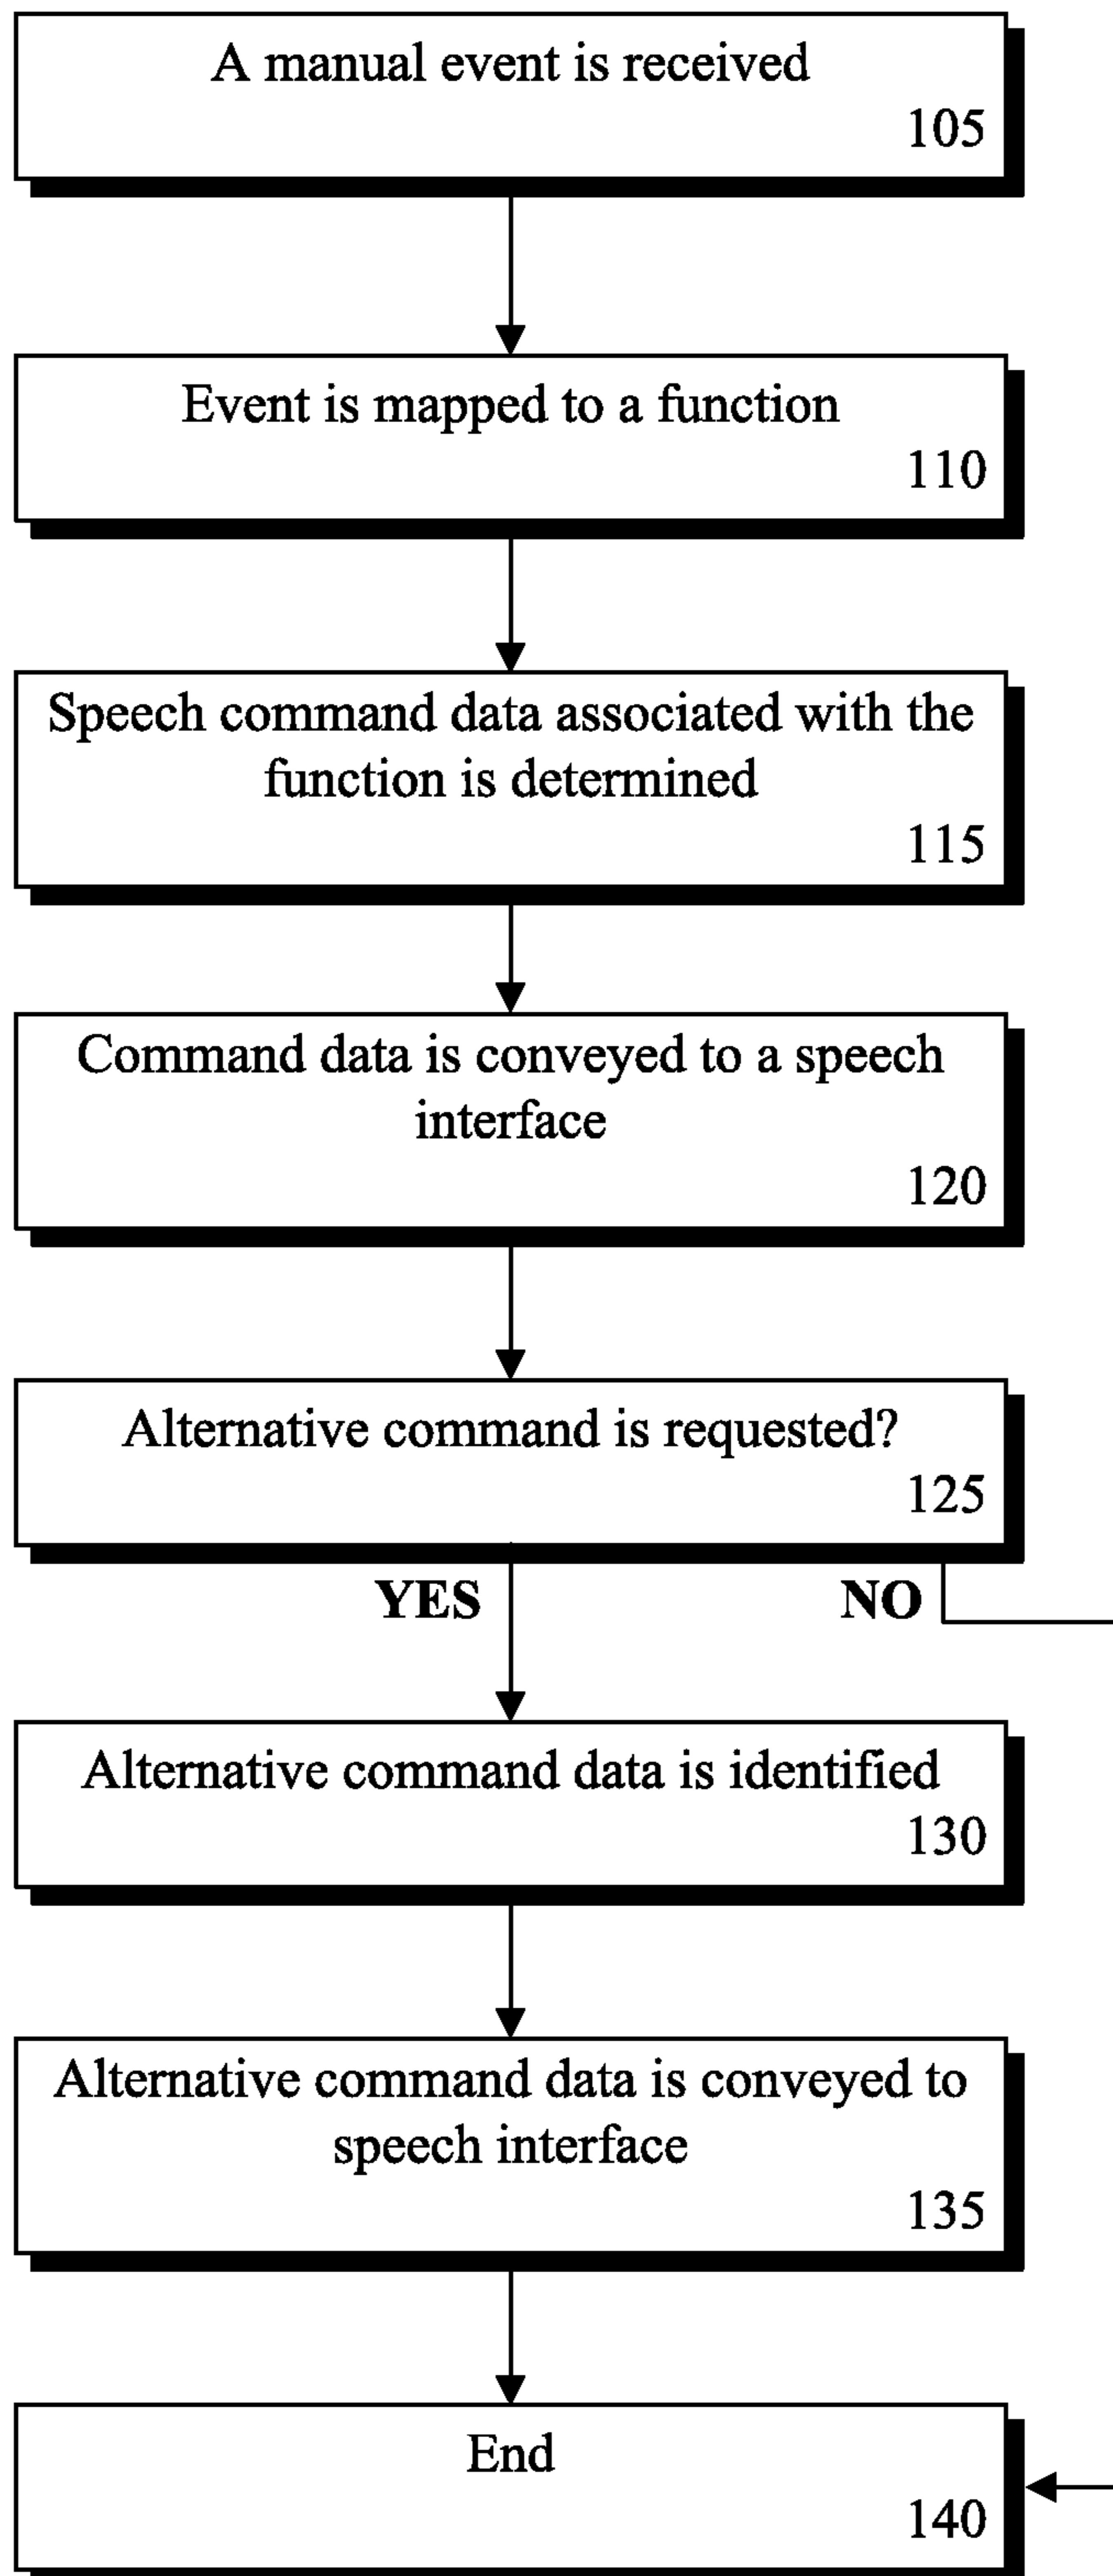 A manual event is received
105
Event is mapped to a function
110
Speech command data associated with the
function is determined
115
Command data is conveyed to a speech
interface
120
Alternative command is requested?
125
YES NO
Alternative command data is identified
130
Alternative command data is conveyed to
speech interface
135
End
140